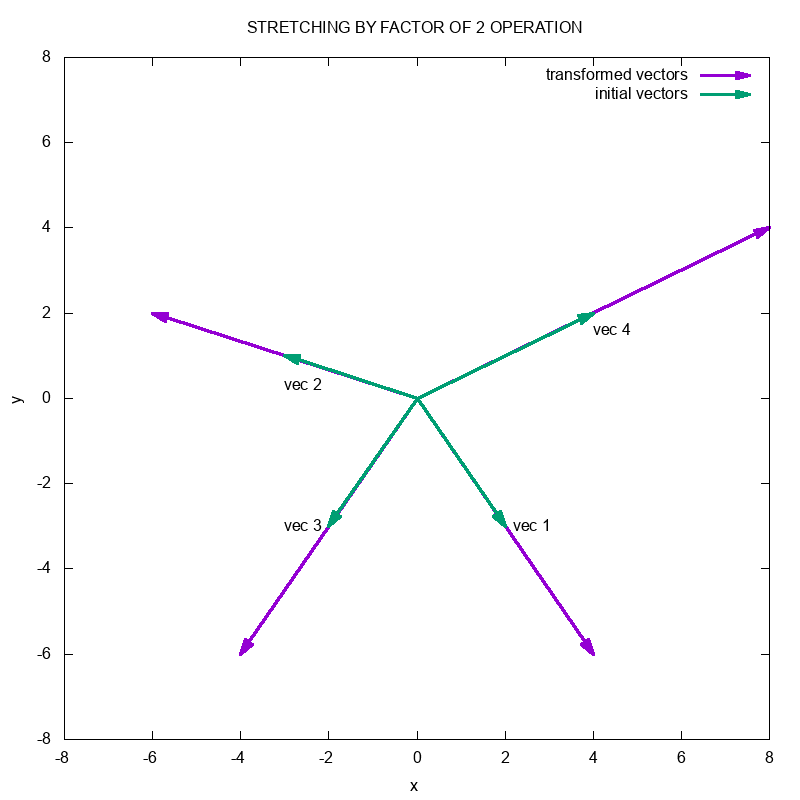 STRETCHING BY FACTOR OF 2 OPERATION
8
transformed vectors
initial vectors
6
4
2
vec 4
vec 2
0
y
-2
vec 3
vec 1
-4
-6
-8
-8 -6 -4 -2 0 2 4 6 8
x